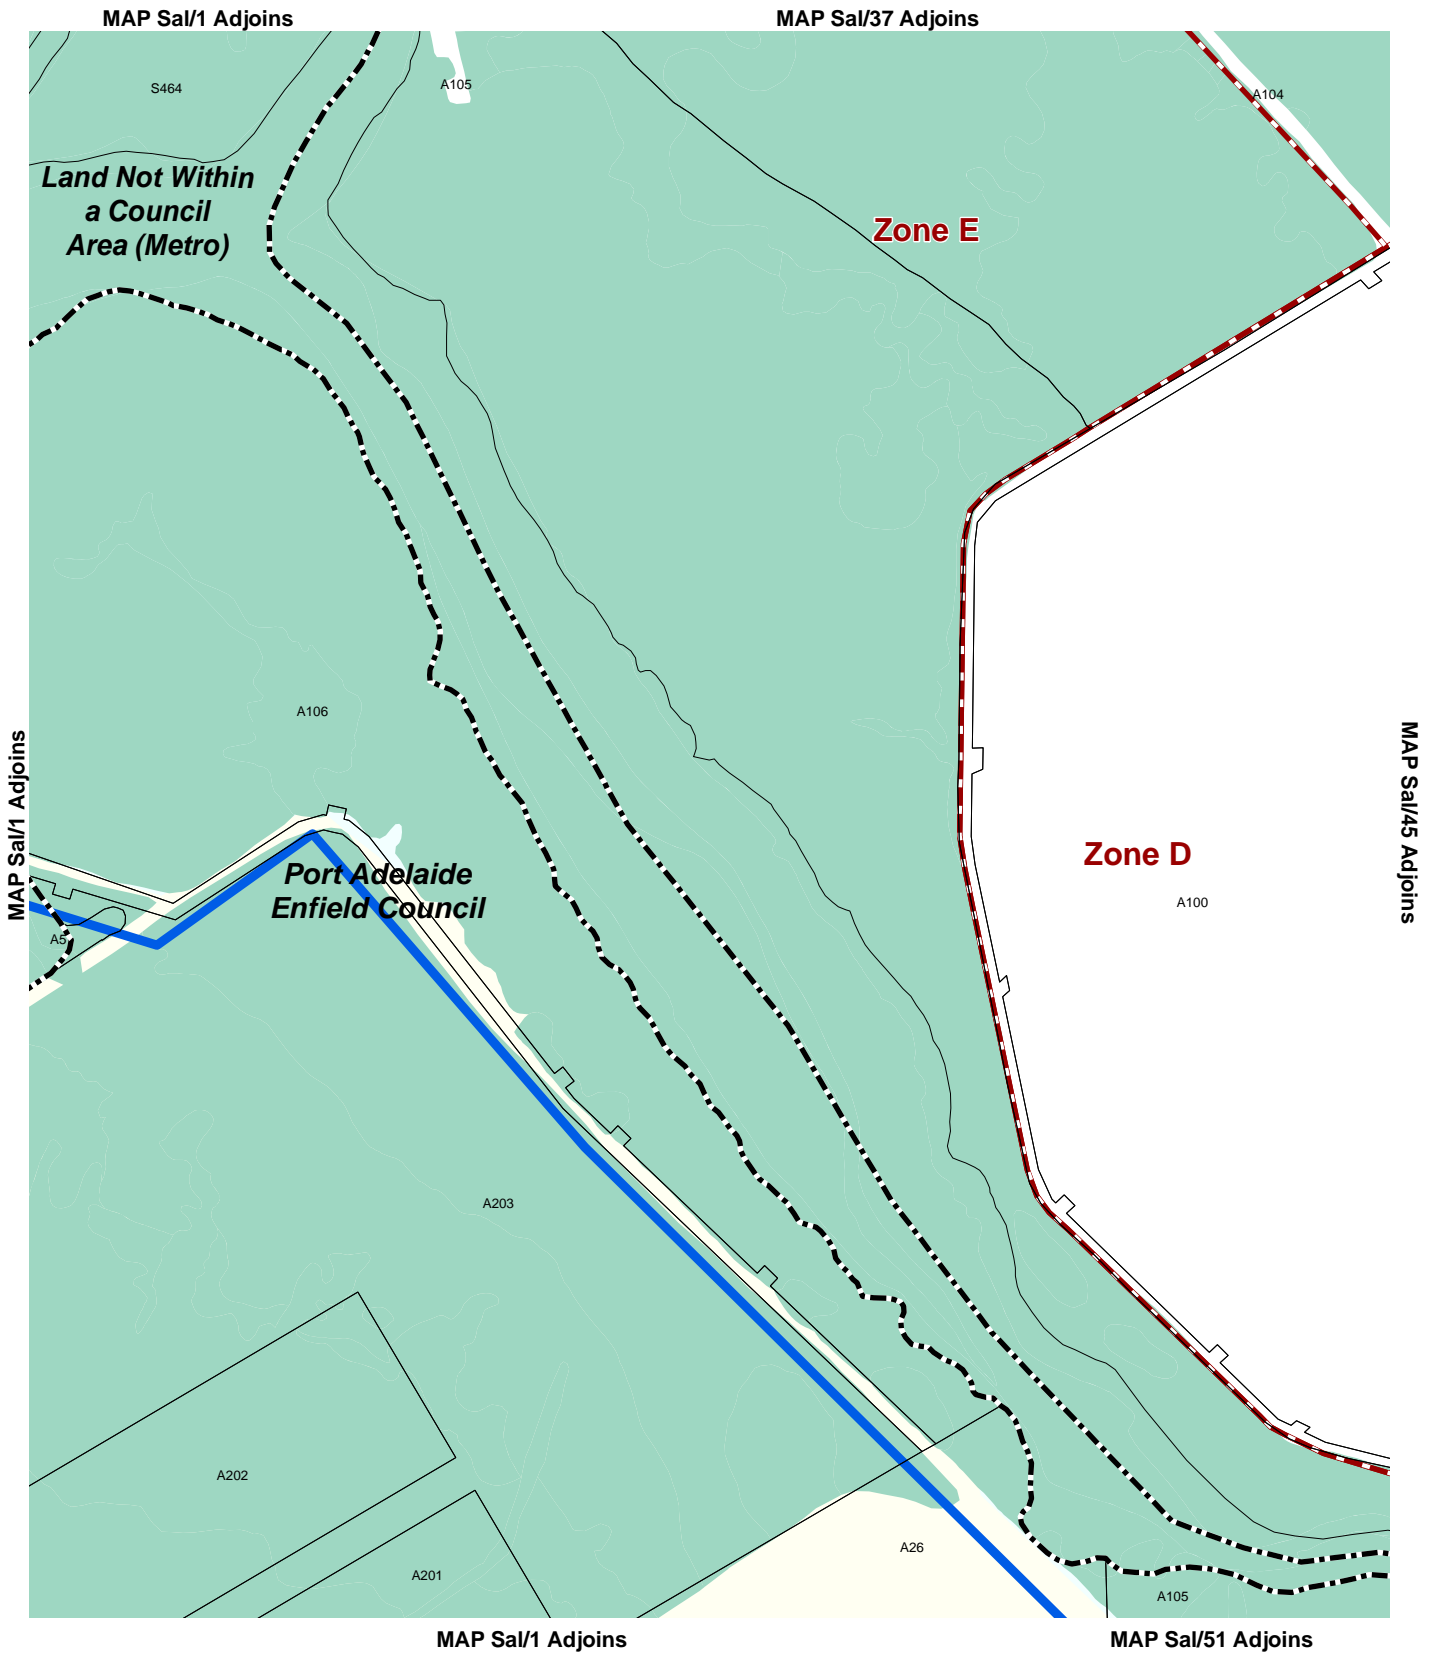 MAP Sal/1 Adjoins
MAP Sal/37 Adjoins
S464
A105
A104
Land Not Within
a Council
Area (Metro)
Zone E
A106
MAP Sal/1 Adjoins
MAP Sal/45 Adjoins
Zone D
A100
Port Adelaide
Enfield Council
A5
A203
A202
A201
A26
A105
MAP Sal/1 Adjoins
MAP Sal/51 Adjoins